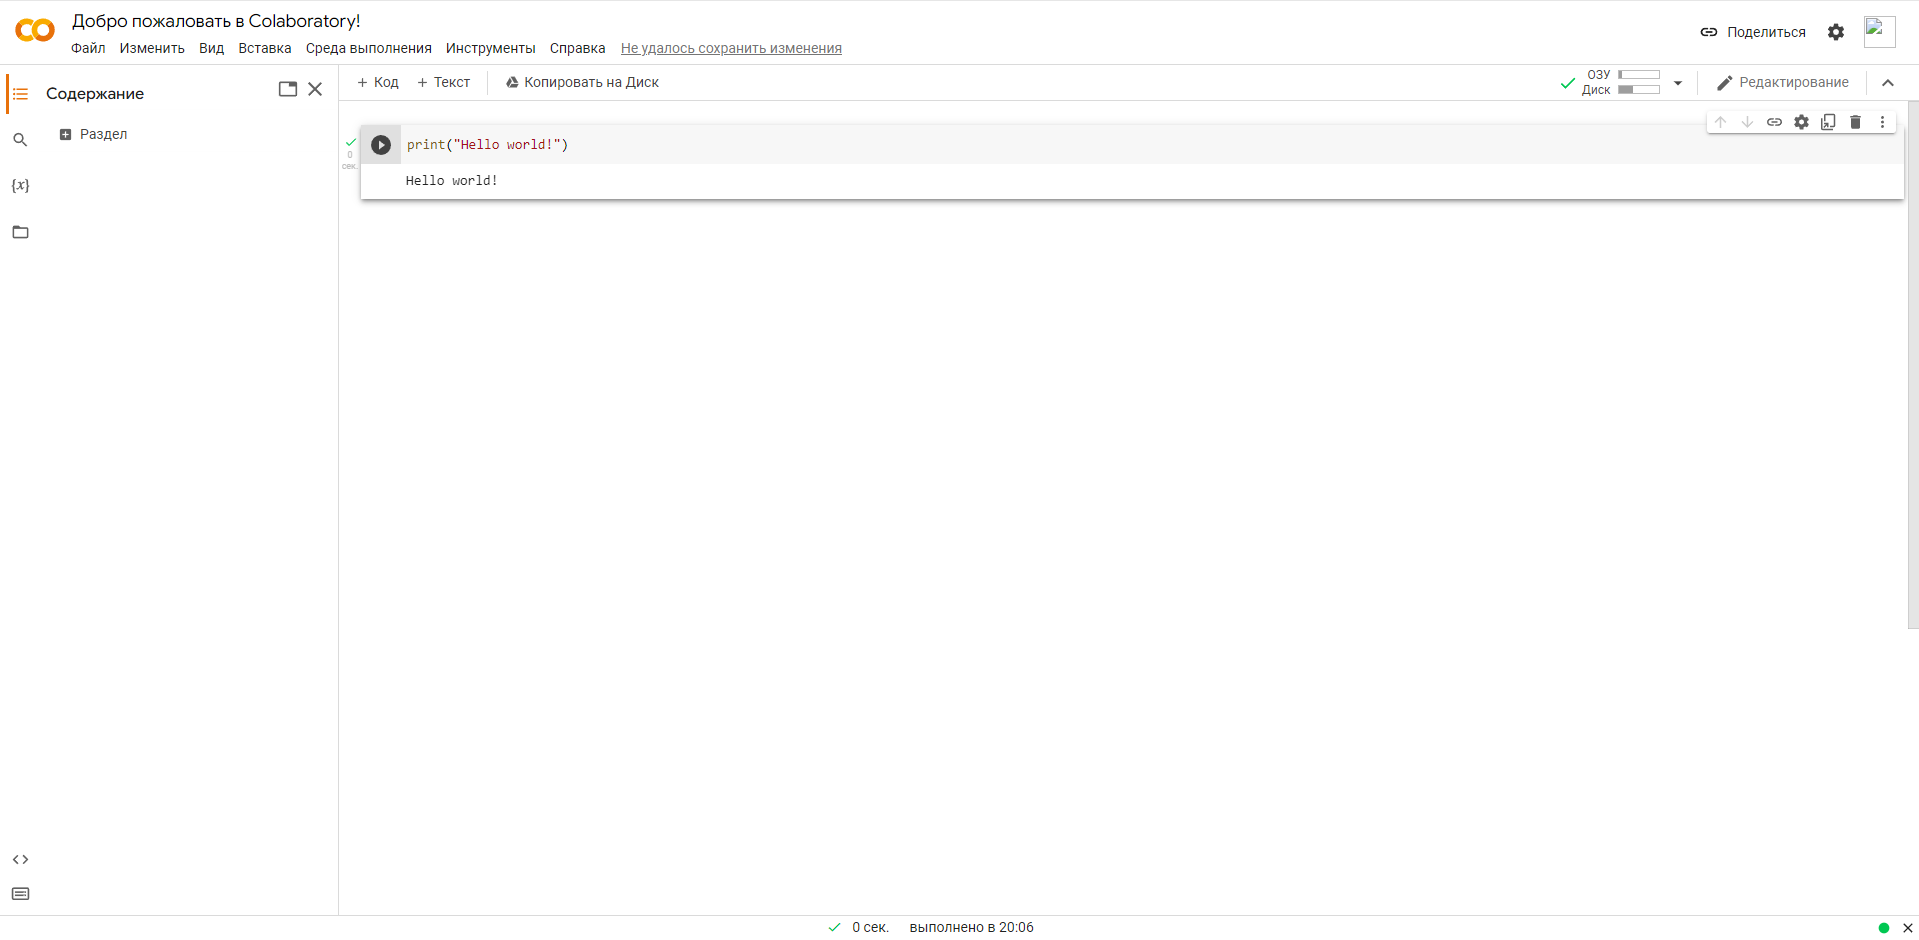 Добро пожаловать в Colaboratory!
Файл Изменить Вид Вставка Среда выполнения Инструменты Справка Не удалось сохранить изменения
Поделиться
Содержание
Раздел
+ Код + Текст Копировать на Диск
ОЗУ
Диск
Редактирование
0
сек.
print("Hello world!")
Hello world!
{x}
<>
0 сек. выполнено в 20:06